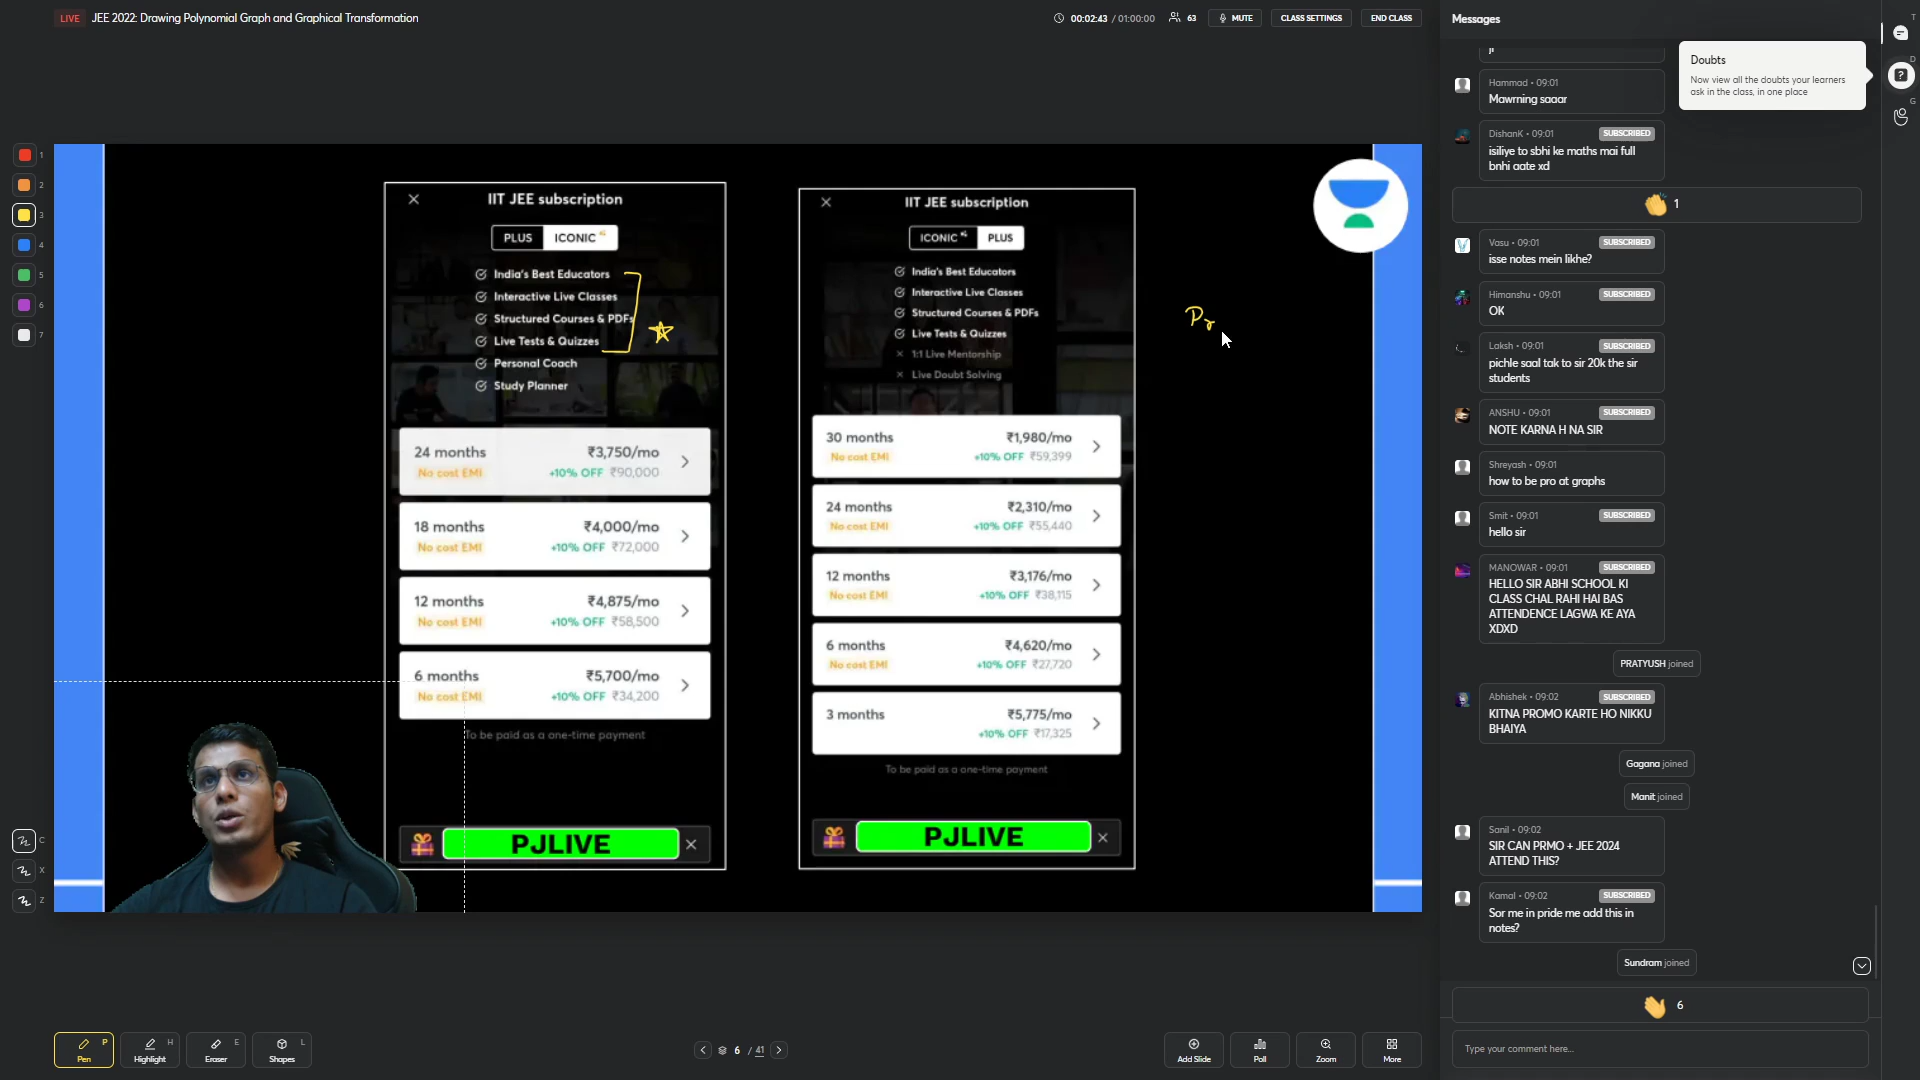 LIVE JEE 2022: Drawing Polynomial Graph and Graphical Transformation
00:02:43 / 01:00:00 63 MUTE CLASS SETTINGS END CLASS
1
2
3
4
5
6
7
C
X
Z
IIT JEE subscription
PLUS ICONIC
India's Best Educators
Interactive Live Classes
Structured Courses & PDFs
Live Tests & Quizzes
Personal Coach
Study Planner
24 months ₹3,750/mo
No cost EMI +10% OFF ₹90,000
18 months ₹4,000/mo
No cost EMI +10% OFF ₹72,000
12 months ₹4,875/mo
No cost EMI +10% OFF ₹58,500
6 months ₹5,700/mo
No cost EMI +10% OFF ₹34,200
To be paid as a one-time payment
PJLIVE
IIT JEE subscription
ICONIC PLUS
India's Best Educators
Interactive Live Classes
Structured Courses & PDFs
Live Tests & Quizzes
1:1 Live Mentorship
Live Doubt Solving
30 months ₹1,980/mo
No cost EMI +10% OFF ₹59,399
24 months ₹2,310/mo
No cost EMI +10% OFF ₹55,440
12 months ₹3,176/mo
No cost EMI +10% OFF ₹38,115
6 months ₹4,620/mo
No cost EMI +10% OFF ₹27,720
3 months ₹5,775/mo
+10% OFF ₹17,325
To be paid as a one-time payment
PJLIVE
Pr
Pen P
Highlight H
Eraser E
Shapes L
6 / 41
Add Slide
Poll
Zoom
More
Messages
Doubts
Now view all the doubts your learners
ask in the class, in one place
T
D
G
Hammad • 09:01
Mawrning saaar
DishanK • 09:01 SUBSCRIBED
isiliye to sbhi ke maths mai full
bnhi aate xd
1
Vasu • 09:01 SUBSCRIBED
isse notes mein likhe?
Himanshu • 09:01 SUBSCRIBED
OK
Laksh • 09:01 SUBSCRIBED
pichle saal tak to sir 20k the sir
students
ANSHU • 09:01 SUBSCRIBED
NOTE KARNA H NA SIR
Shreyash • 09:01
how to be pro at graphs
Smit • 09:01 SUBSCRIBED
hello sir
MANOWAR • 09:01 SUBSCRIBED
HELLO SIR ABHI SCHOOL KI
CLASS CHAL RAHI HAI BAS
ATTENDENCE LAGWA KE AYA
XDXD
PRATYUSH joined
Abhishek • 09:02 SUBSCRIBED
KITNA PROMO KARTE HO NIKKU
BHAIYA
Gagana joined
Manit joined
Sanil • 09:02
SIR CAN PRMO + JEE 2024
ATTEND THIS?
Kamal • 09:02 SUBSCRIBED
Sor me in pride me add this in
notes?
Sundram joined
6
Type your comment here...